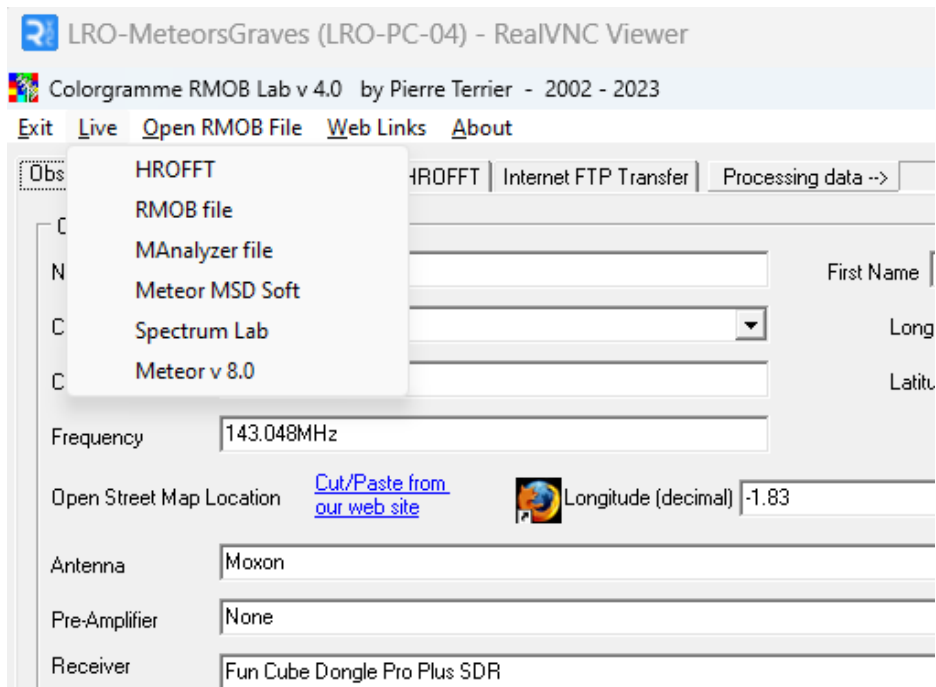 LRO-MeteorsGraves (LRO-PC-04) - RealVNC Viewer
Colorgramme RMOB Lab v 4.0 by Pierre Terrier - 2002 - 2023
Exit Live Open RMOB File Web Links About
Obs HROFFT Internet FTP Transfer Processing data -->
HROFFT
RMOB file
MAnalyzer file
Meteor MSD Soft
Spectrum Lab
Meteor v 8.0
N First Name
C Long
C Latitu
Frequency 143.048MHz
Open Street Map Location Cut/Paste from
our web site Longitude (decimal) -1.83
Antenna Moxon
Pre-Amplifier None
Receiver Fun Cube Dongle Pro Plus SDR